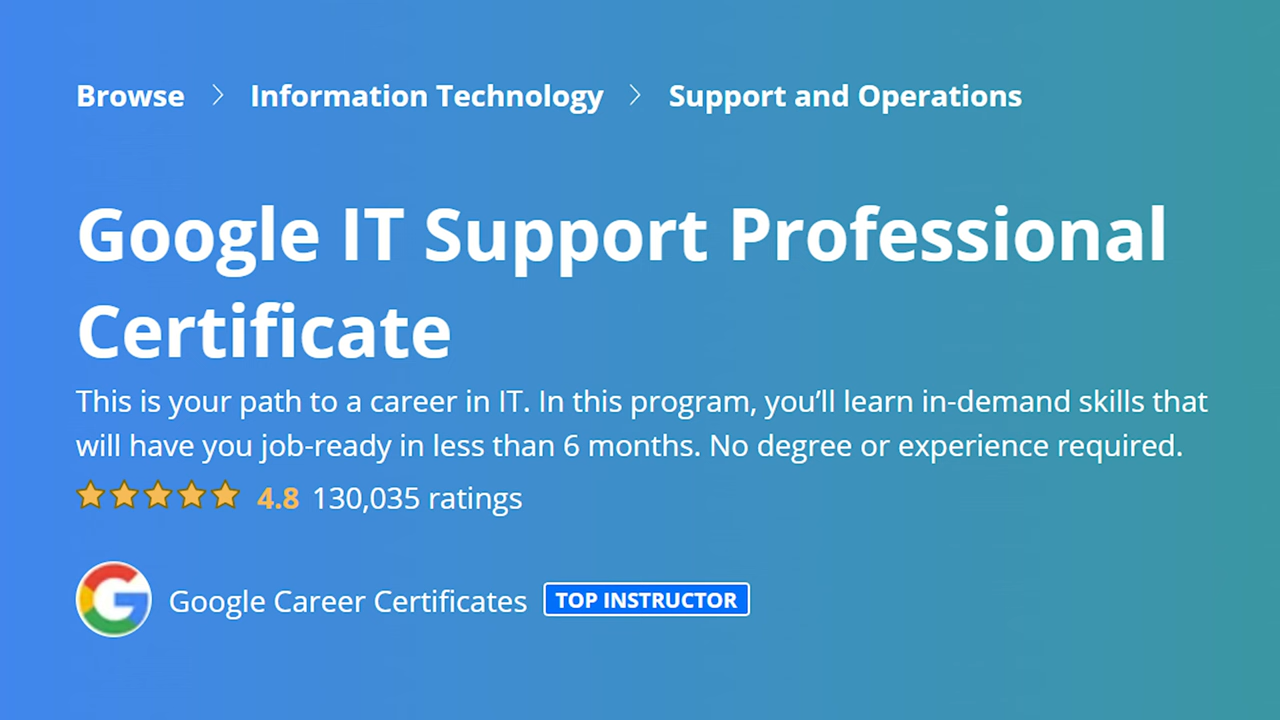 Browse > Information Technology > Support and Operations
Google IT Support Professional
Certificate
This is your path to a career in IT. In this program, you’ll learn in-demand skills that
will have you job-ready in less than 6 months. No degree or experience required.
4.8 130,035 ratings
Google Career Certificates TOP INSTRUCTOR